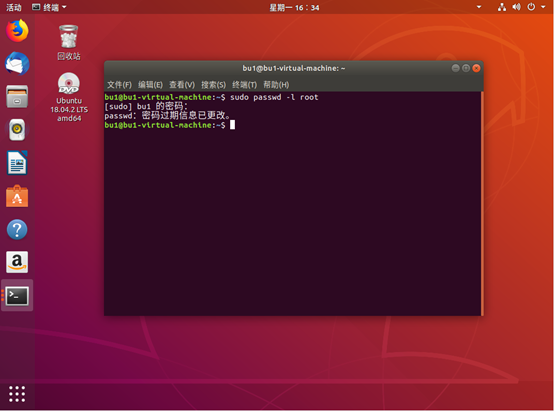 活动 终端 星期一 16：34
回收站
Ubuntu
18.04.2 LTS
amd64
bu1@bu1-virtual-machine: ~
文件(F) 编辑(E) 查看(V) 搜索(S) 终端(T) 帮助(H)
bu1@bu1-virtual-machine:~$ sudo passwd -l root
[sudo] bu1 的密码：
passwd：密码过期信息已更改。
bu1@bu1-virtual-machine:~$